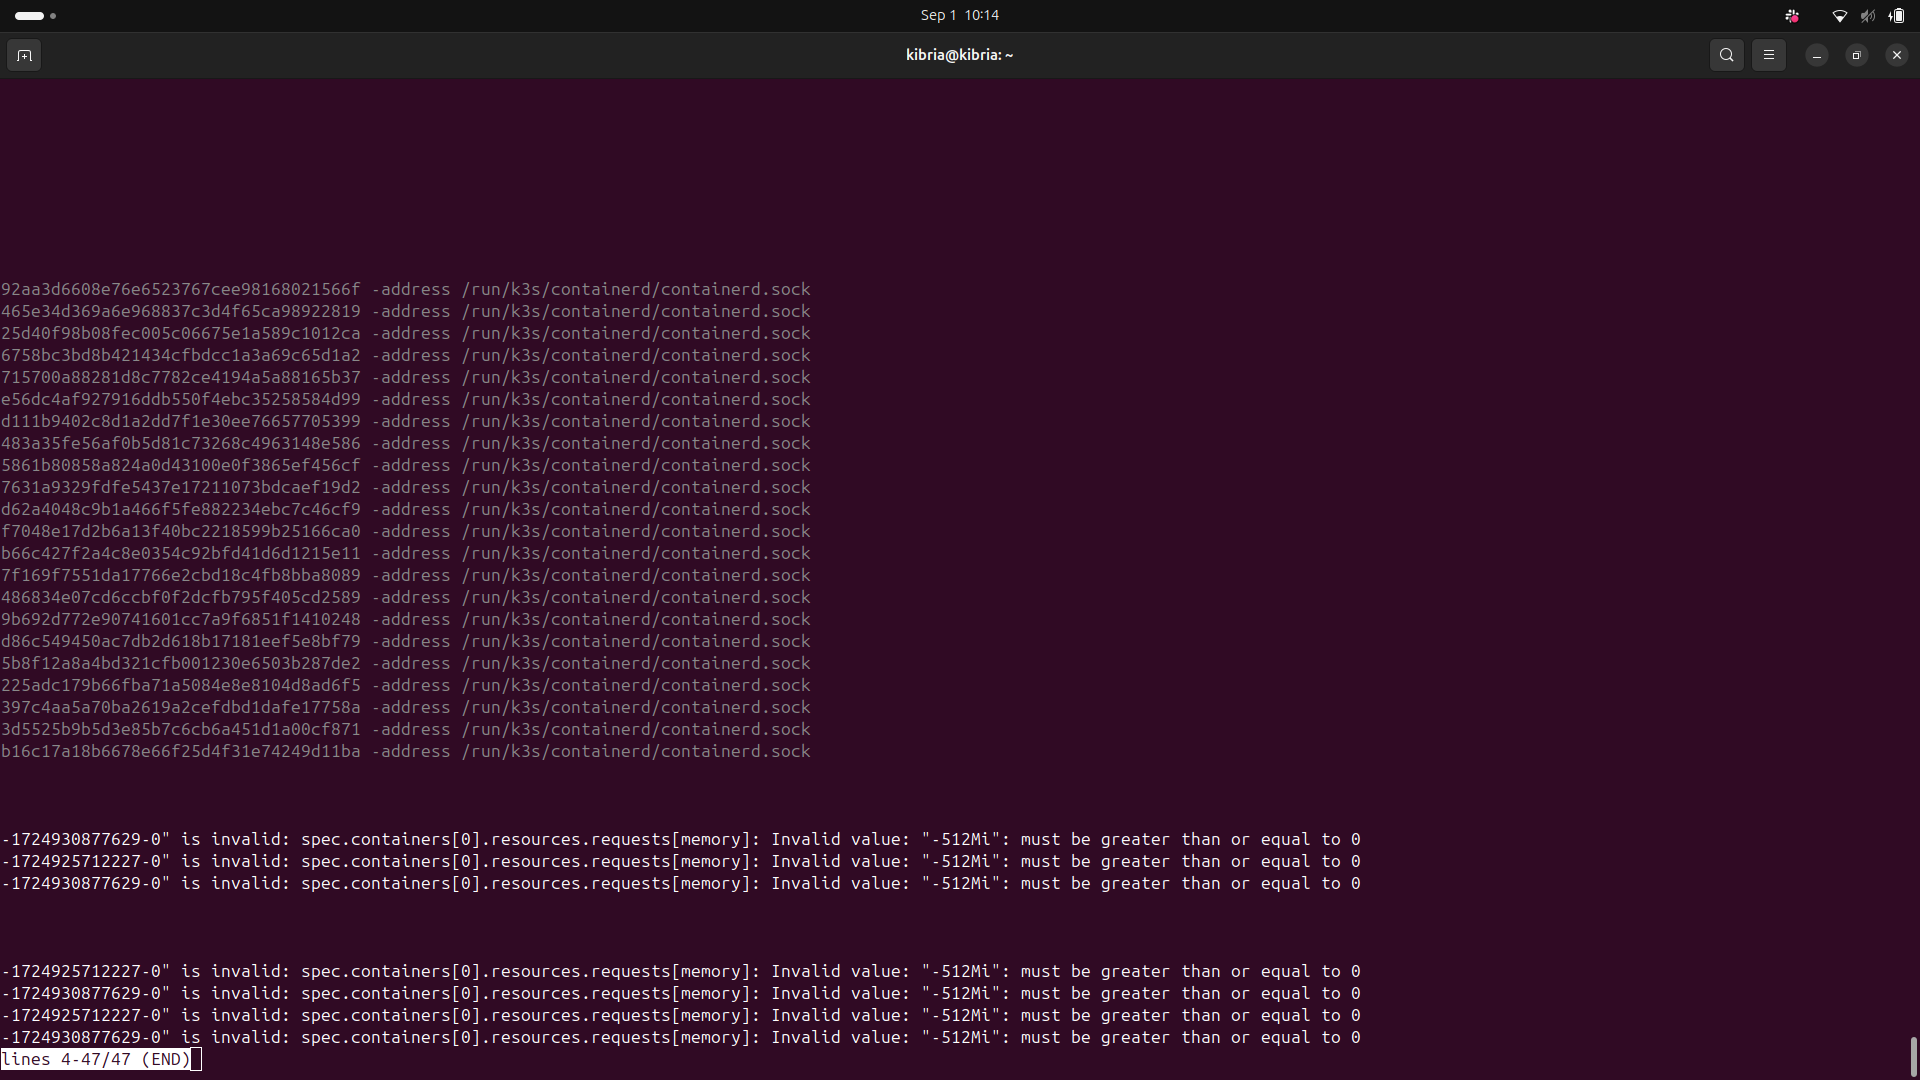 Sep 1 10:14
kibria@kibria: ~
92aa3d6608e76e6523767cee98168021566f -address /run/k3s/containerd/containerd.sock
465e34d369a6e968837c3d4f65ca98922819 -address /run/k3s/containerd/containerd.sock
25d40f98b08fec005c06675e1a589c1012ca -address /run/k3s/containerd/containerd.sock
6758bc3bd8b421434cfbdcc1a3a69c65d1a2 -address /run/k3s/containerd/containerd.sock
715700a88281d8c7782ce4194a5a88165b37 -address /run/k3s/containerd/containerd.sock
e56dc4af927916ddb550f4ebc35258584d99 -address /run/k3s/containerd/containerd.sock
d111b9402c8d1a2dd7f1e30ee76657705399 -address /run/k3s/containerd/containerd.sock
483a35fe56af0b5d81c73268c4963148e586 -address /run/k3s/containerd/containerd.sock
5861b80858a824a0d43100e0f3865ef456cf -address /run/k3s/containerd/containerd.sock
7631a9329fdfe5437e17211073bdcaef19d2 -address /run/k3s/containerd/containerd.sock
d62a4048c9b1a466f5fe882234ebc7c46cf9 -address /run/k3s/containerd/containerd.sock
f7048e17d2b6a13f40bc2218599b25166ca0 -address /run/k3s/containerd/containerd.sock
b66c427f2a4c8e0354c92bfd41d6d1215e11 -address /run/k3s/containerd/containerd.sock
7f169f7551da17766e2cbd18c4fb8bba8089 -address /run/k3s/containerd/containerd.sock
486834e07cd6ccbf0f2dcfb795f405cd2589 -address /run/k3s/containerd/containerd.sock
9b692d772e90741601cc7a9f6851f1410248 -address /run/k3s/containerd/containerd.sock
d86c549450ac7db2d618b17181eef5e8bf79 -address /run/k3s/containerd/containerd.sock
5b8f12a8a4bd321cfb001230e6503b287de2 -address /run/k3s/containerd/containerd.sock
225adc179b66fba71a5084e8e8104d8ad6f5 -address /run/k3s/containerd/containerd.sock
397c4aa5a70ba2619a2cefdbd1dafe17758a -address /run/k3s/containerd/containerd.sock
3d5525b9b5d3e85b7c6cb6a451d1a00cf871 -address /run/k3s/containerd/containerd.sock
b16c17a18b6678e66f25d4f31e74249d11ba -address /run/k3s/containerd/containerd.sock
-1724930877629-0" is invalid: spec.containers[0].resources.requests[memory]: Invalid value: "-512Mi": must be greater than or equal to 0
-1724925712227-0" is invalid: spec.containers[0].resources.requests[memory]: Invalid value: "-512Mi": must be greater than or equal to 0
-1724930877629-0" is invalid: spec.containers[0].resources.requests[memory]: Invalid value: "-512Mi": must be greater than or equal to 0
-1724925712227-0" is invalid: spec.containers[0].resources.requests[memory]: Invalid value: "-512Mi": must be greater than or equal to 0
-1724930877629-0" is invalid: spec.containers[0].resources.requests[memory]: Invalid value: "-512Mi": must be greater than or equal to 0
-1724925712227-0" is invalid: spec.containers[0].resources.requests[memory]: Invalid value: "-512Mi": must be greater than or equal to 0
-1724930877629-0" is invalid: spec.containers[0].resources.requests[memory]: Invalid value: "-512Mi": must be greater than or equal to 0
lines 4-47/47 (END)